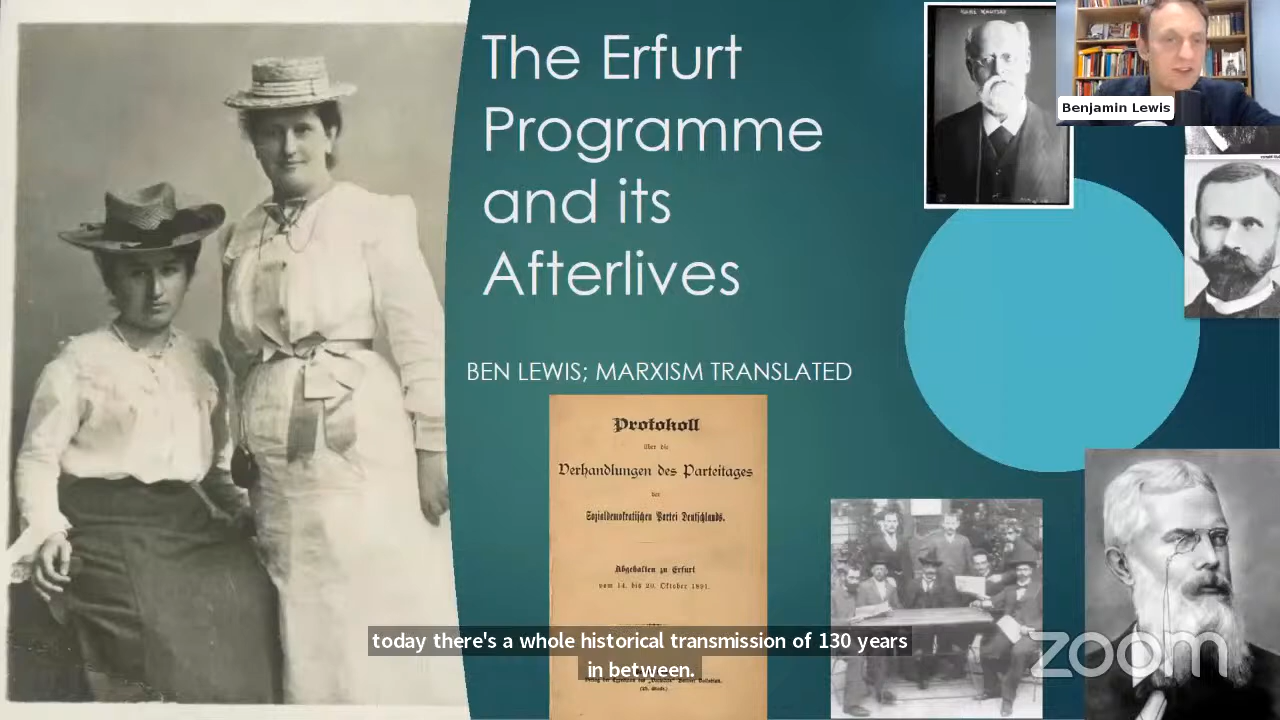 The Erfurt
Programme
and its
Afterlives
BEN LEWIS; MARXISM TRANSLATED
Benjamin Lewis
Protokoll
über die
Verhandlungen des Parteitages
der
Sozialdemokratischen Partei Deutschlands.
Abgehalten zu Erfurt
vom 14. bis 20. Oktober 1891.
today there's a whole historical transmission of 130 years
in between.
zoom